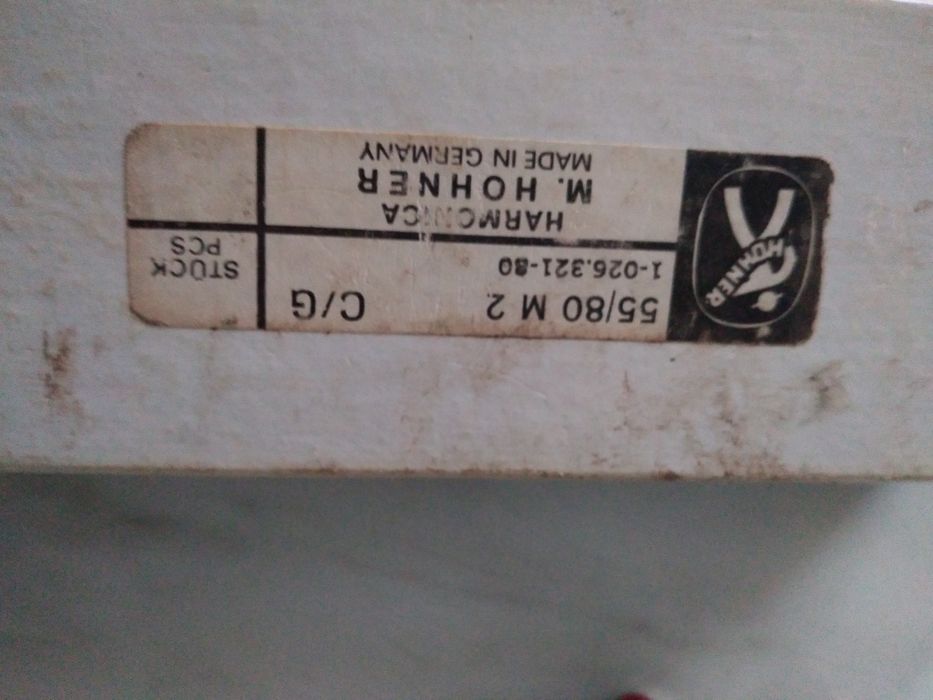 HOHNER
55/80 M 2 C/G
1-026.321-80
STÜCK
PCS
HARMONICA
M. HOHNER
MADE IN GERMANY